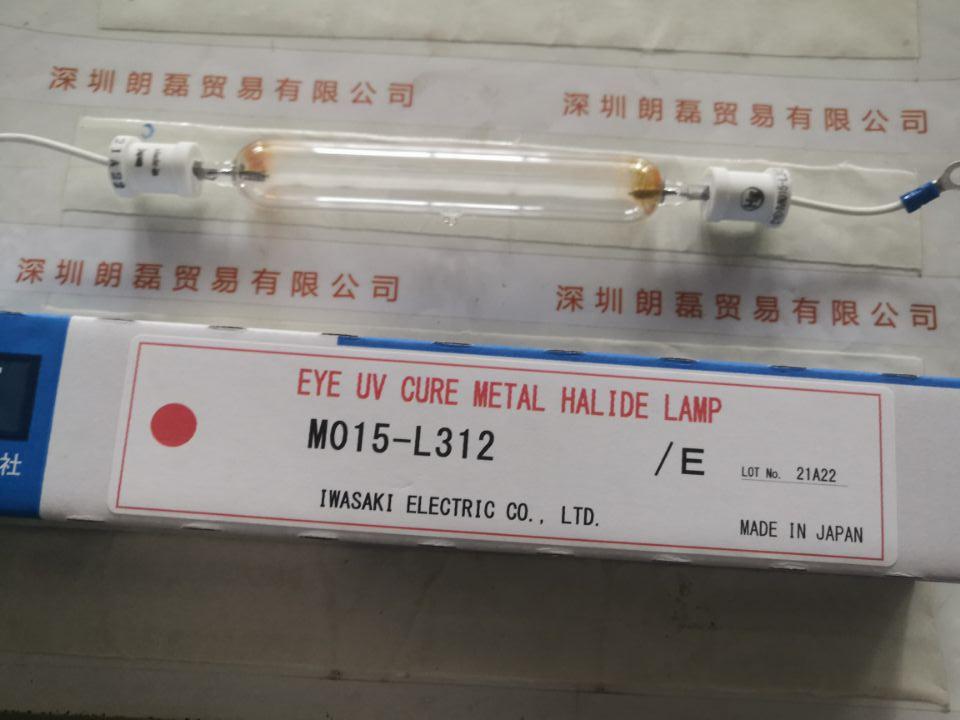 深圳朗磊贸易有限公司
深圳朗磊贸易有限公司
21A22
深圳朗磊贸易有限公司
深圳朗磊贸易有限公司
社
EYE UV CURE METAL HALIDE LAMP
M015-L312 /E LOT No. 21A22
IWASAKI ELECTRIC CO., LTD.
MADE IN JAPAN